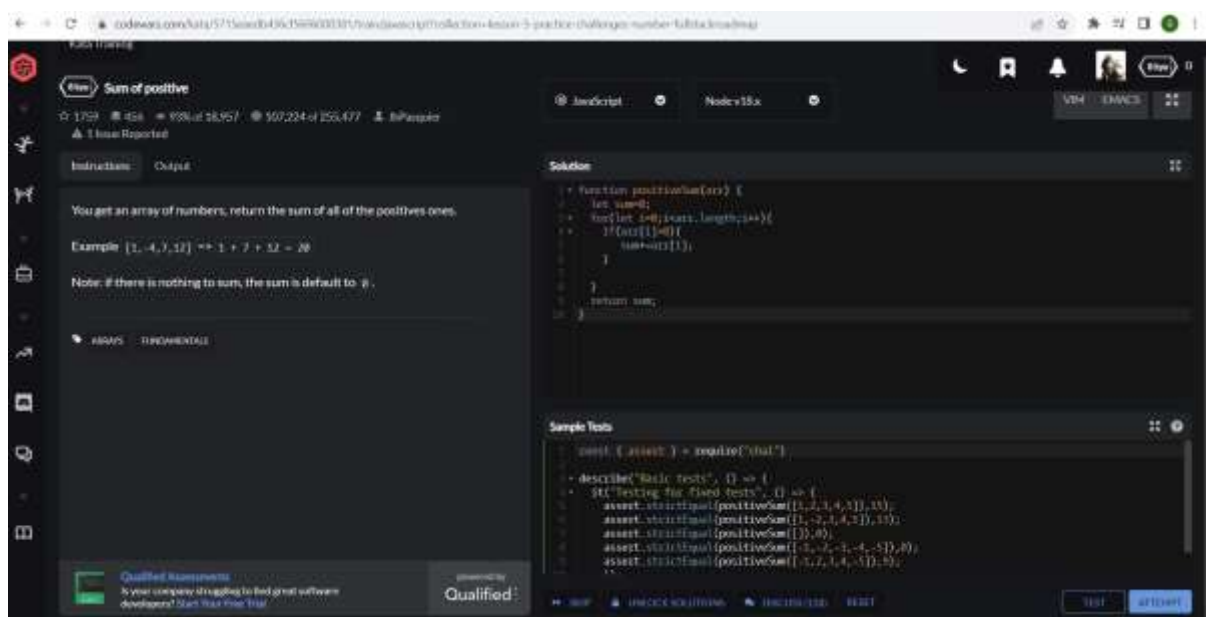 Kata Training
Sum of positive
1 Issue Reported
JavaScript
Node v18.x
VIM EMACS
Instructions Output
You get an array of numbers, return the sum of all of the positives ones.
Example [1,-4,7,12] => 1 + 7 + 12 = 20
Note: if there is nothing to sum, the sum is default to 0.
ARRAYS FUNDAMENTALS
Qualified Assessments
Is your company struggling to find great software
developers? Start Your Free Trial
powered by
Qualified
Solution
function positiveSum(arr) {
let sum=0;
for(let i=0;i<arr.length;i++){
sum+=arr[i];
}
}
return sum;
}
Sample Tests
const { assert } = require("chai")
describe("Basic tests", () => {
it("Testing for fixed tests", () => {
assert.strictEqual(positiveSum([1,2,3,4,5]),15);
assert.strictEqual(positiveSum([1,-2,3,4,5]),13);
assert.strictEqual(positiveSum([]),0);
assert.strictEqual(positiveSum([-1,-2,-3,-4,-5]),0);
assert.strictEqual(positiveSum([-1,2,3,4,-5]),9);
SKIP UNLOCK SOLUTIONS RESET
TEST ATTEMPT